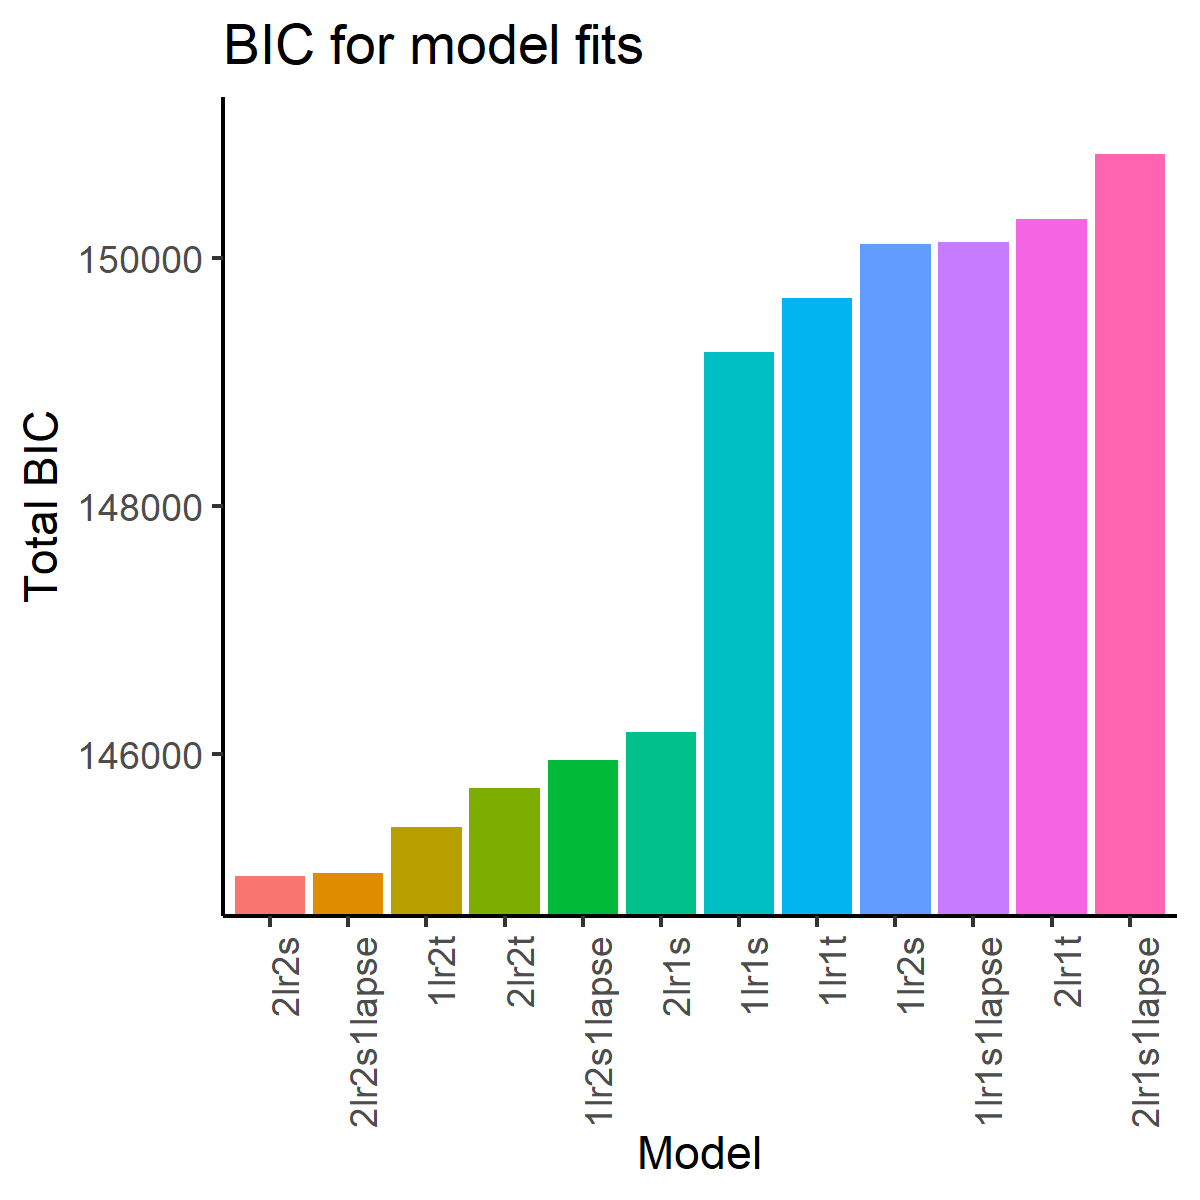 BIC for model fits
Total BIC
150000
148000
146000
2lr2s
2lr2s1lapse
1lr2t
2lr2t
1lr2s1lapse
2lr1s
1lr1s
1lr1t
1lr2s
1lr1s1lapse
2lr1t
2lr1s1lapse
Model